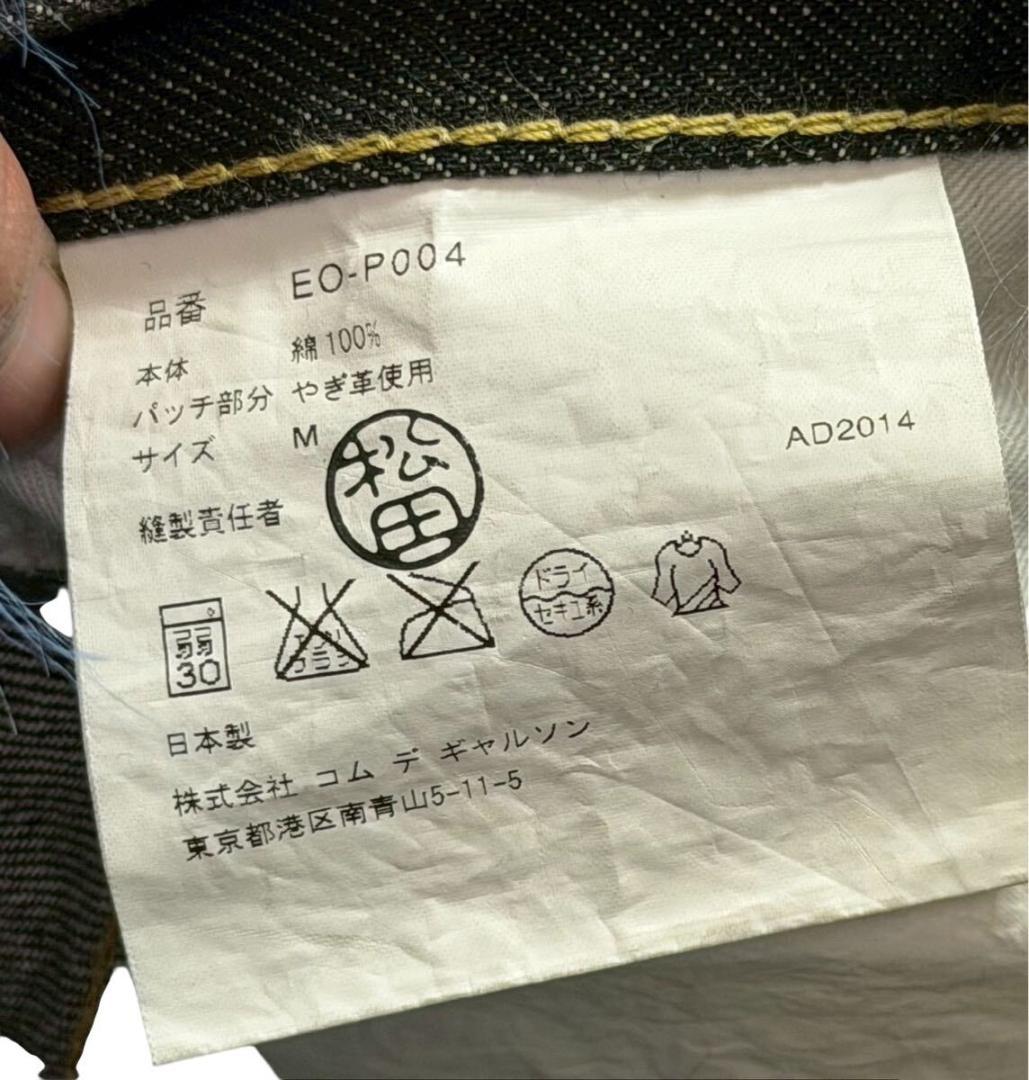 品番 EO-P004
本体 綿100%
パッチ部分 やぎ革使用
サイズ M
AD2014
縫製責任者 松田
弱 30
エンソ
ドライ
セキユ系
日本製
株式会社 コム デ ギャルソン
東京都港区南青山5-11-5